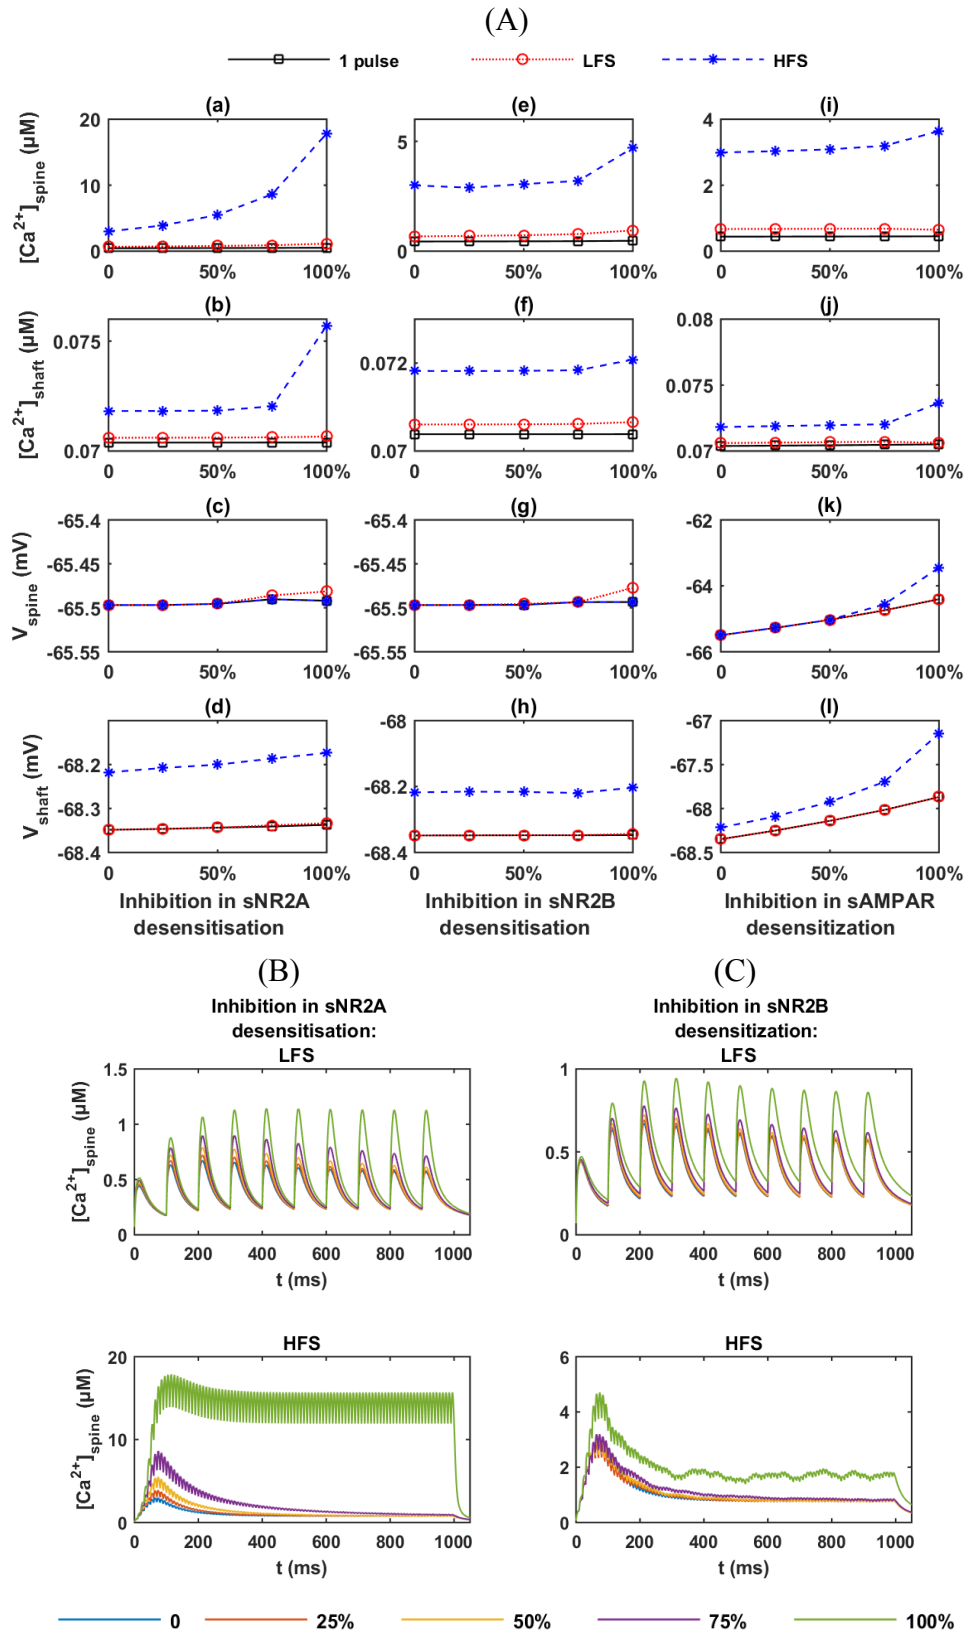 (A)
1 pulse LFS HFS
(a) (e) (i)
[Ca2+]spine (µM)
20
10
0
0 50% 100%
5
0
0 50% 100%
4
2
0
0 50% 100%
(b) (f) (j)
[Ca2+]shaft (µM)
0.075
0.07
0 50% 100%
0.072
0.07
0 50% 100%
0.08
0.075
0.07
0 50% 100%
(c) (g) (k)
Vspine (mV)
-65.4
-65.45
-65.5
-65.55
0 50% 100%
-65.4
-65.45
-65.5
-65.55
0 50% 100%
-62
-64
-66
0 50% 100%
(d) (h) (l)
Vshaft (mV)
-68.2
-68.3
-68.4
0 50% 100%
-68
-68.2
-68.4
0 50% 100%
-67
-67.5
-68
-68.5
0 50% 100%
Inhibition in sNR2A
desensitisation
Inhibition in sNR2B
desensitisation
Inhibition in sAMPAR
desensitization
(B) (C)
Inhibition in sNR2A
desensitisation:
LFS
[Ca2+]spine (µM)
1.5
1
0.5
0
0 200 400 600 800 1000
t (ms)
Inhibition in sNR2B
desensitization:
LFS
1
0.5
0
0 200 400 600 800 1000
t (ms)
HFS
[Ca2+]spine (µM)
20
10
0
0 200 400 600 800 1000
t (ms)
HFS
6
4
2
0
0 200 400 600 800 1000
t (ms)
0 25% 50% 75% 100%